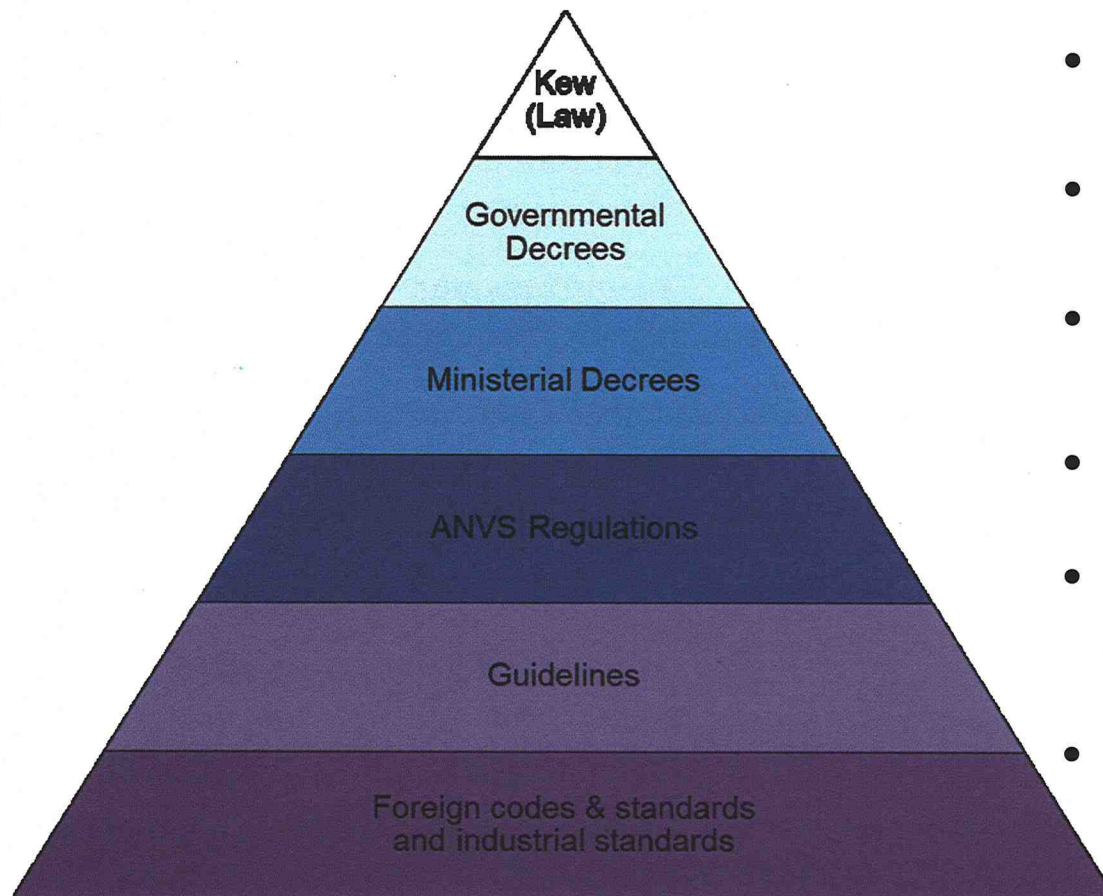 Kew
(Law)
Governmental
Decrees
Ministerial Decrees
ANVS Regulations
Guidelines
Foreign codes & standards
and industrial standards